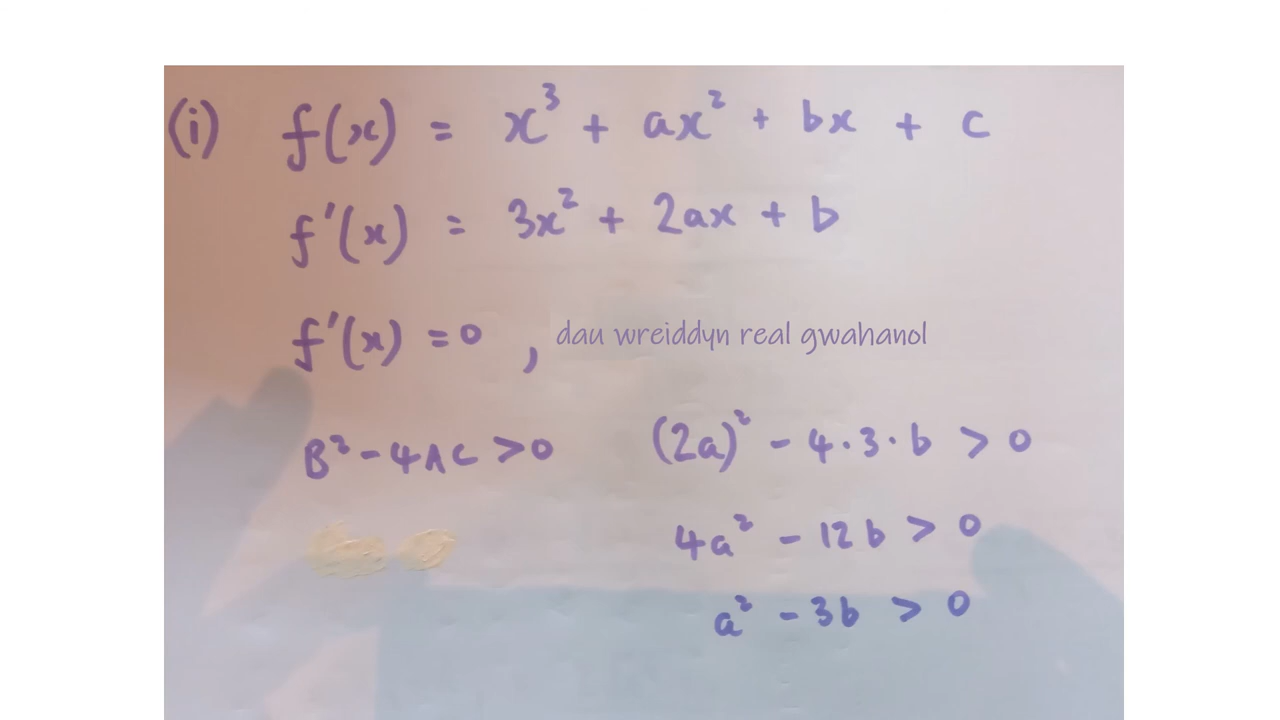 (i) f(x) = x³ + ax² + bx + c
f'(x) = 3x² + 2ax + b
f'(x) = 0 , dau wreiddyn real gwahanol
B² - 4AC > 0 (2a)² - 4·3·b > 0
4a² - 12b > 0
a² - 3b > 0